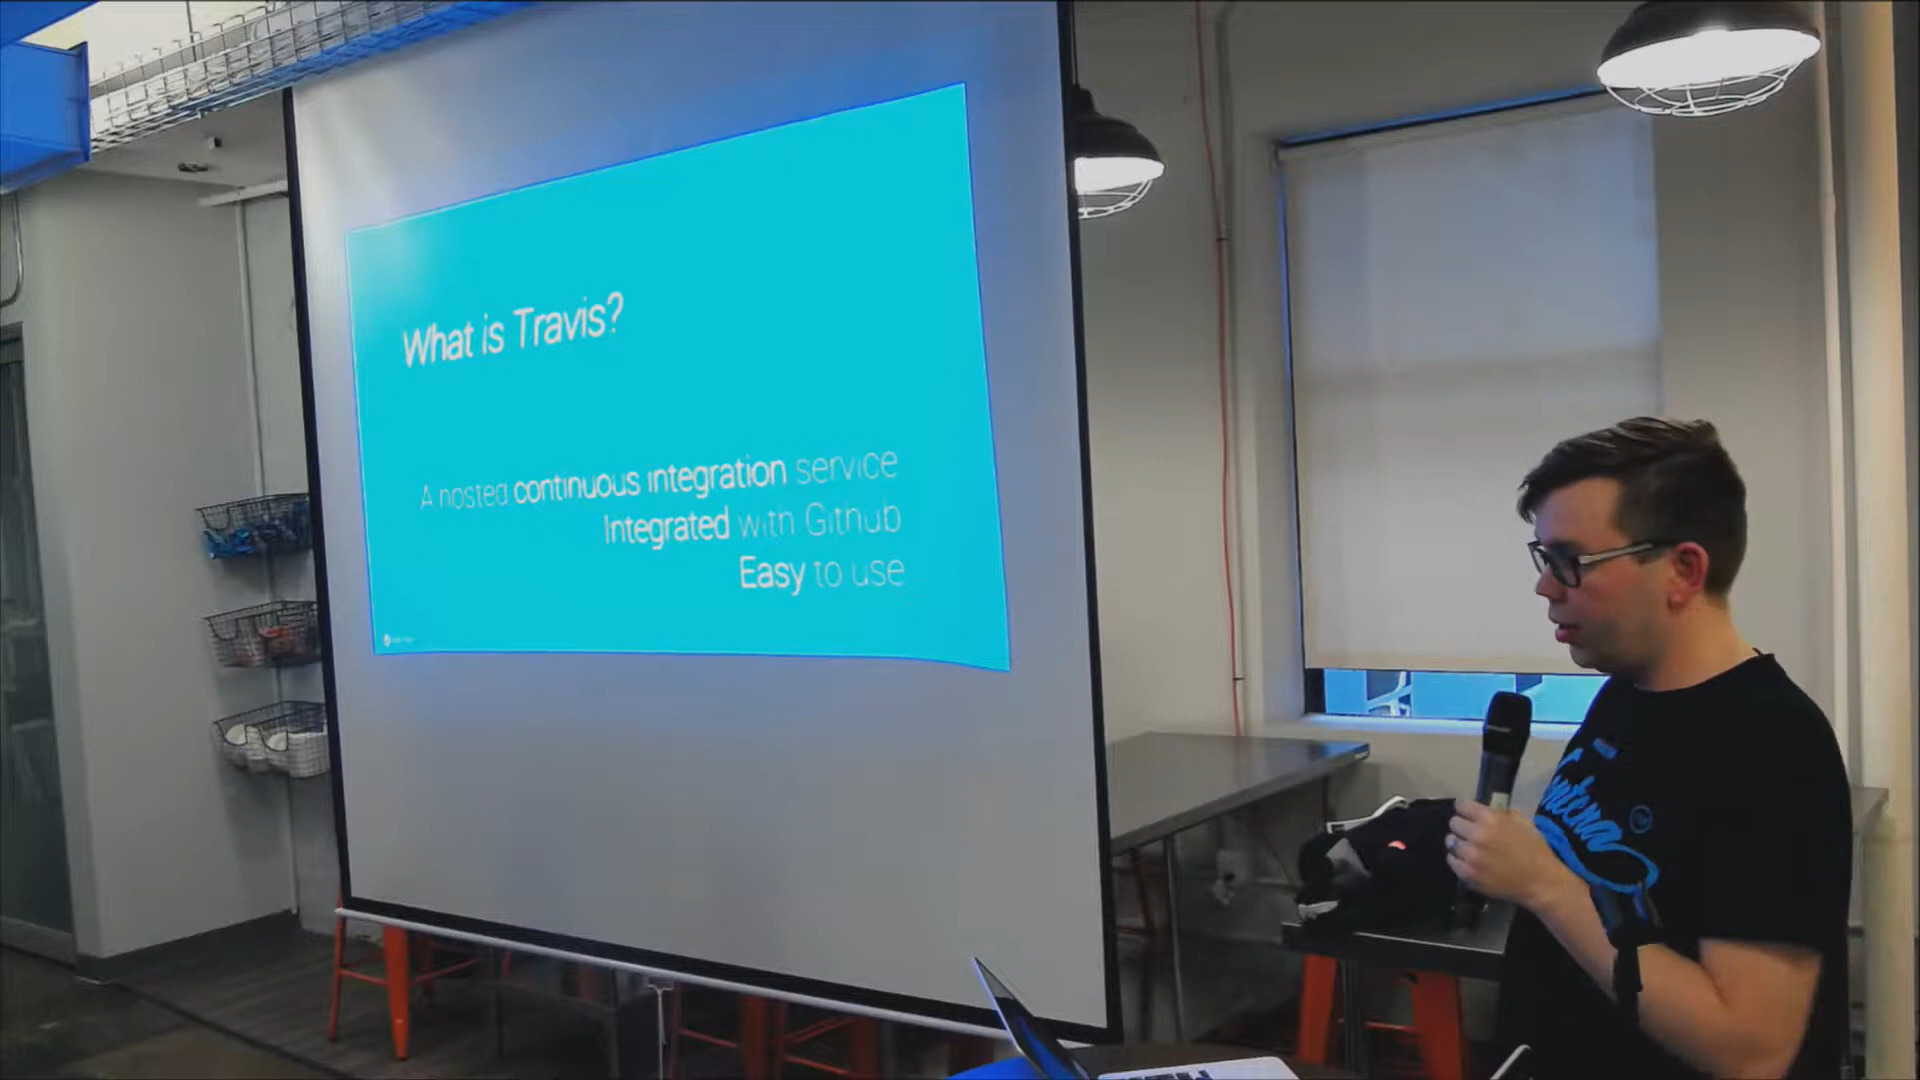 What is Travis?
A hosted continuous integration service
Integrated with Github
Easy to use